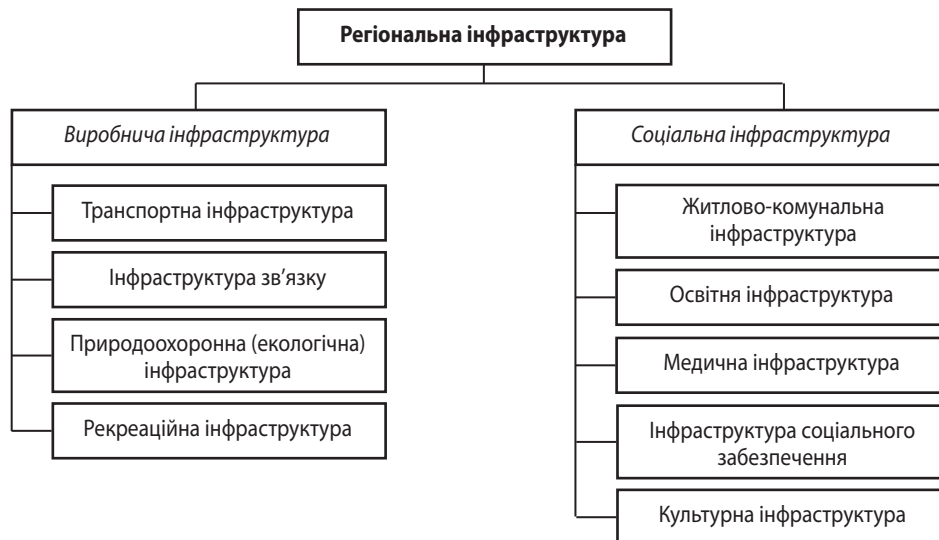 Регіональна інфраструктура
Виробнича інфраструктура
Транспортна інфраструктура
Інфраструктура зв’язку
Природоохоронна (екологічна)
інфраструктура
Рекреаційна інфраструктура
Соціальна інфраструктура
Житлово-комунальна
інфраструктура
Освітня інфраструктура
Медична інфраструктура
Інфраструктура соціального
забезпечення
Культурна інфраструктура